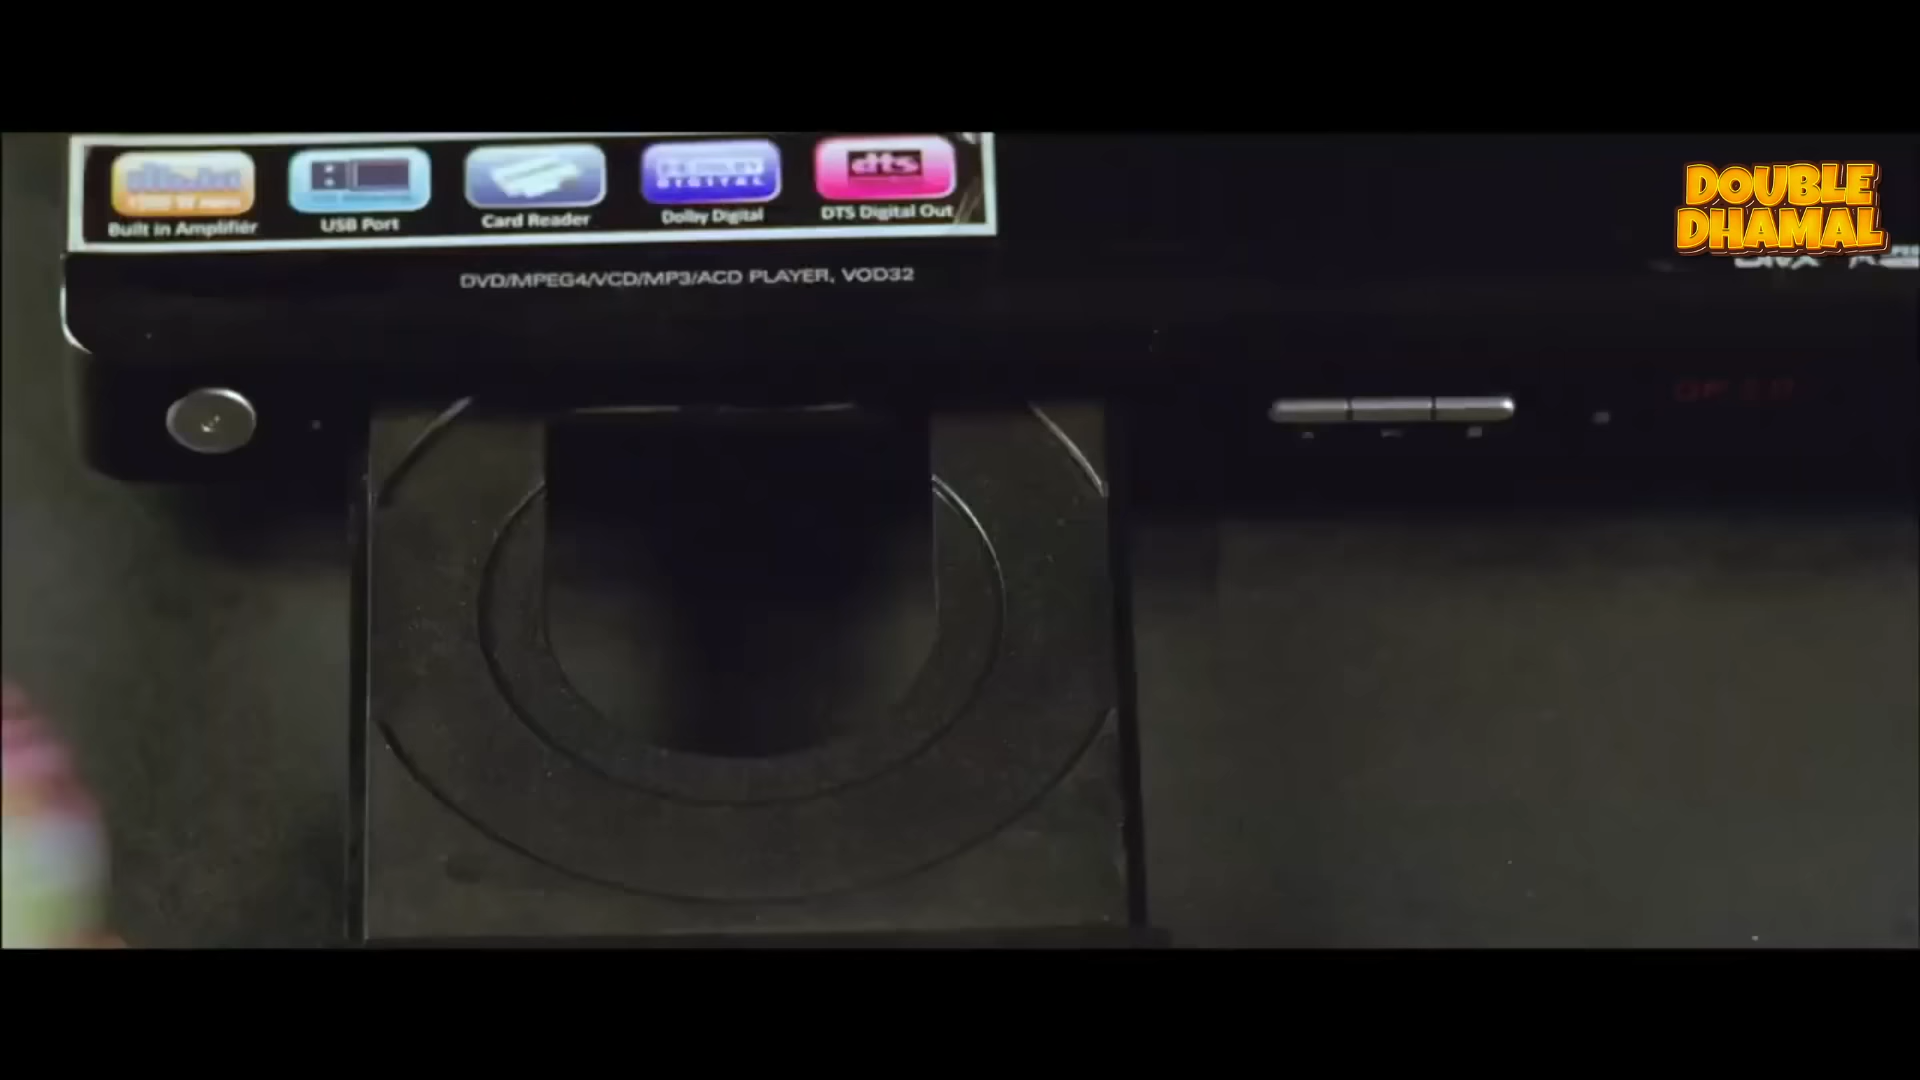 DOUBLE
DHAMAL
dts
DIGITAL
Built in Amplifier
USB Port
Card Reader
Dolby Digital
DTS Digital Out
DVD/MPEG4/VCD/MP3/ACD PLAYER, VOD32